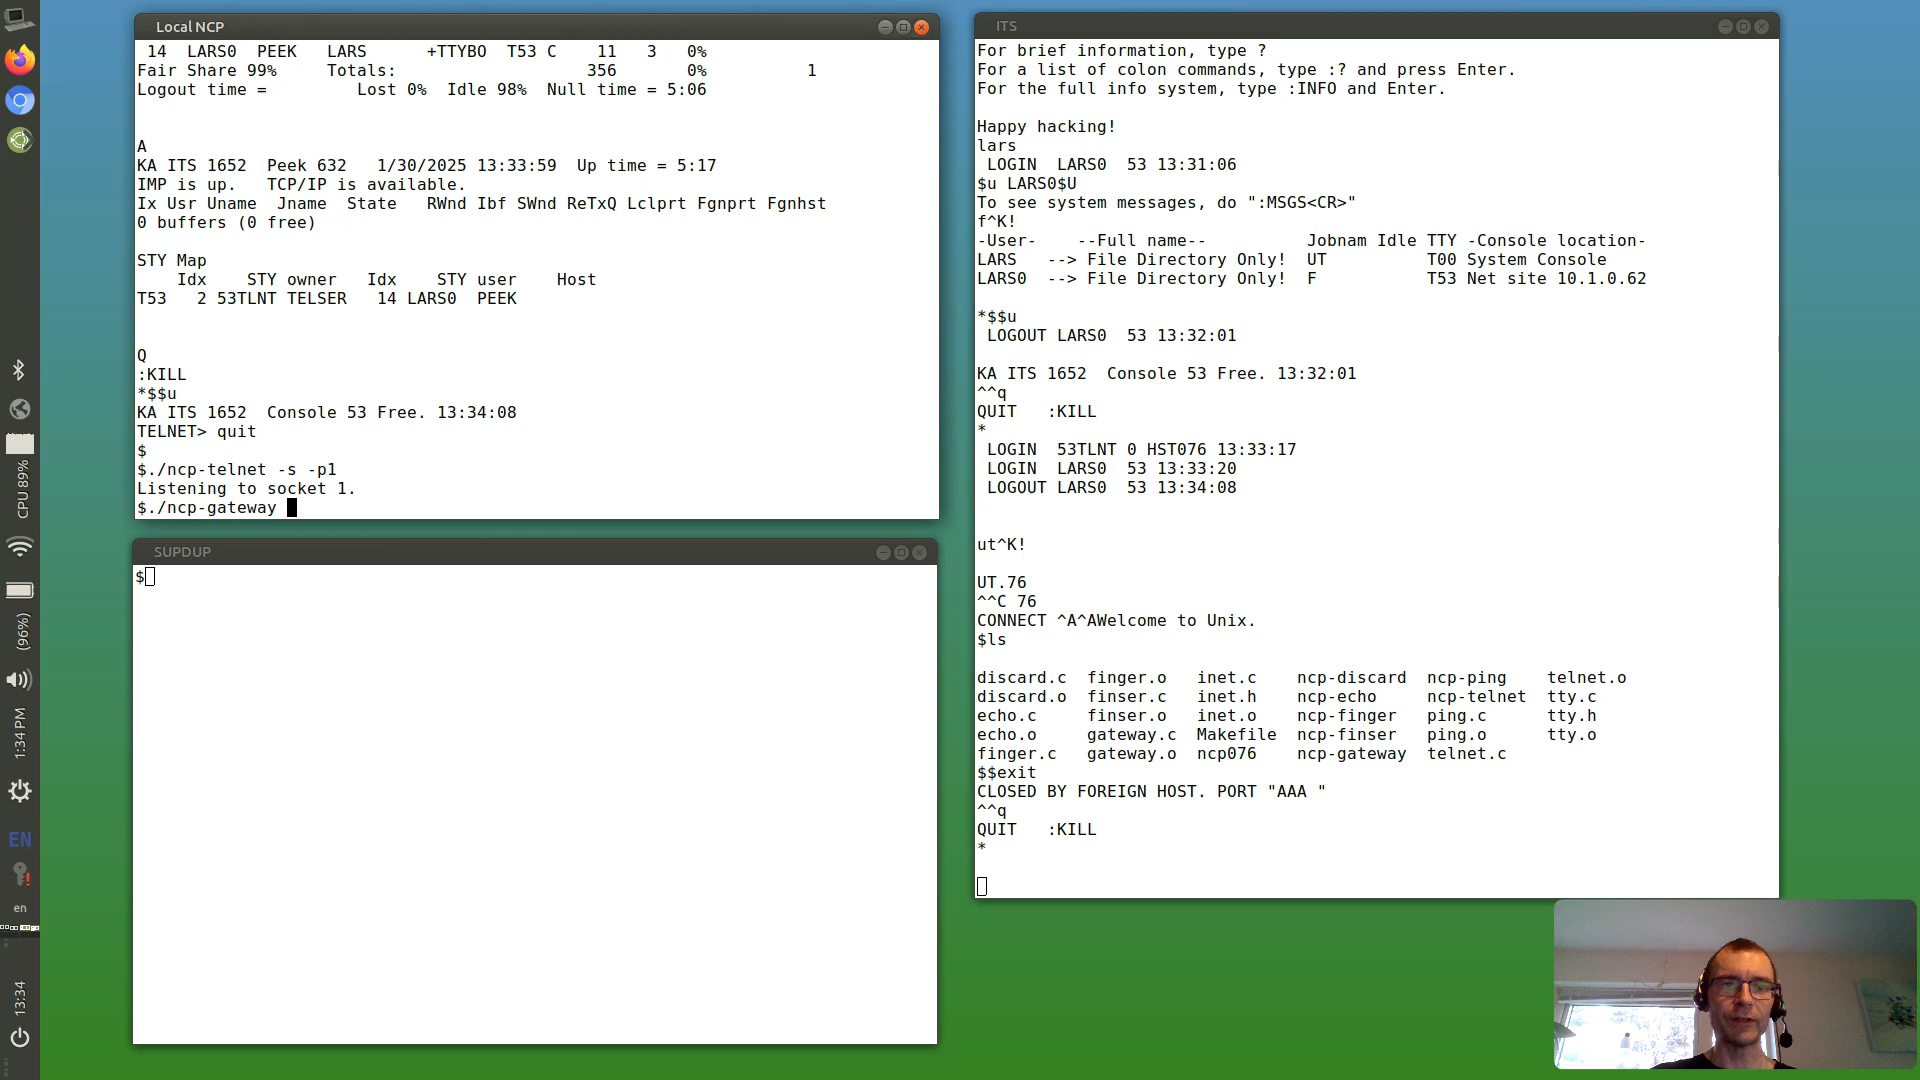 Local NCP
14  LARS0  PEEK   LARS      +TTYBO  T53 C    11   3   0%
Fair Share 99%     Totals:                   356       0%          1
Logout time =         Lost 0%  Idle 98%  Null time = 5:06
A
KA ITS 1652  Peek 632   1/30/2025 13:33:59  Up time = 5:17
IMP is up.   TCP/IP is available.
Ix Usr Uname  Jname  State   RWnd Ibf SWnd ReTxQ Lclprt Fgnprt Fgnhst
0 buffers (0 free)
STY Map
Idx    STY owner   Idx    STY user    Host
T53   2 53TLNT TELSER   14 LARS0  PEEK
Q
:KILL
*$$u
KA ITS 1652  Console 53 Free. 13:34:08
TELNET> quit
$
$./ncp-telnet -s -p1
Listening to socket 1.
$./ncp-gateway
SUPDUP
$
ITS
For brief information, type ?
For a list of colon commands, type :? and press Enter.
For the full info system, type :INFO and Enter.
Happy hacking!
lars
LOGIN  LARS0  53 13:31:06
$u LARS0$U
To see system messages, do ":MSGS<CR>"
f^K!
-User-    --Full name--          Jobnam Idle TTY -Console location-
LARS   --> File Directory Only!  UT          T00 System Console
LARS0  --> File Directory Only!  F           T53 Net site 10.1.0.62
*$$u
LOGOUT LARS0  53 13:32:01
KA ITS 1652  Console 53 Free. 13:32:01
^^q
QUIT   :KILL
*
LOGIN  53TLNT 0 HST076 13:33:17
LOGIN  LARS0  53 13:33:20
LOGOUT LARS0  53 13:34:08
ut^K!
UT.76
^^C 76
CONNECT ^A^AWelcome to Unix.
$ls
discard.c  finger.o   inet.c    ncp-discard  ncp-ping    telnet.o
discard.o  finser.c   inet.h    ncp-echo     ncp-telnet  tty.c
echo.c     finser.o   inet.o    ncp-finger   ping.c      tty.h
echo.o     gateway.c  Makefile  ncp-finser   ping.o      tty.o
finger.c   gateway.o  ncp076    ncp-gateway  telnet.c
$$exit
CLOSED BY FOREIGN HOST. PORT "AAA "
^^q
QUIT   :KILL
*
CPU 89%
(96%)
1:34 PM
EN
en
13:34